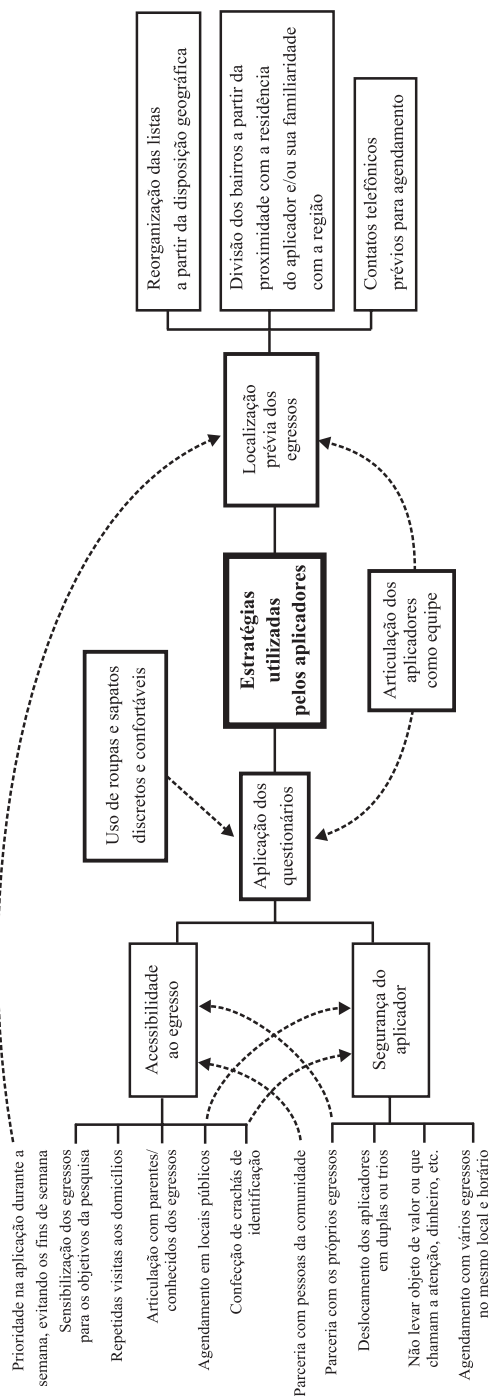 Prioridade na aplicação durante a
semana, evitando os fins de semana
Sensibilização dos egressos
para os objetivos da pesquisa
Repetidas visitas aos domicílios
Articulação com parentes/
conhecidos dos egressos
Agendamento em locais públicos
Confecção de crachás de
identificação
Parceria com pessoas da comunidade
Parceria com os próprios egressos
Deslocamento dos aplicadores
em duplas ou trios
Não levar objeto de valor ou que
chamam a atenção, dinheiro, etc.
Agendamento com vários egressos
no mesmo local e horário
Acessibilidade
ao egresso
Segurança do
aplicador
Uso de roupas e sapatos
discretos e confortáveis
Aplicação dos
questionários
Estratégias
utilizadas
pelos aplicadores
Articulação dos
aplicadores
como equipe
Localização
prévia dos
egressos
Reorganização das listas
a partir da disposição geográfica
Divisão dos bairros a partir da
proximidade com a residência
do aplicador e/ou sua familiaridade
com a região
Contatos telefônicos
prévios para agendamento